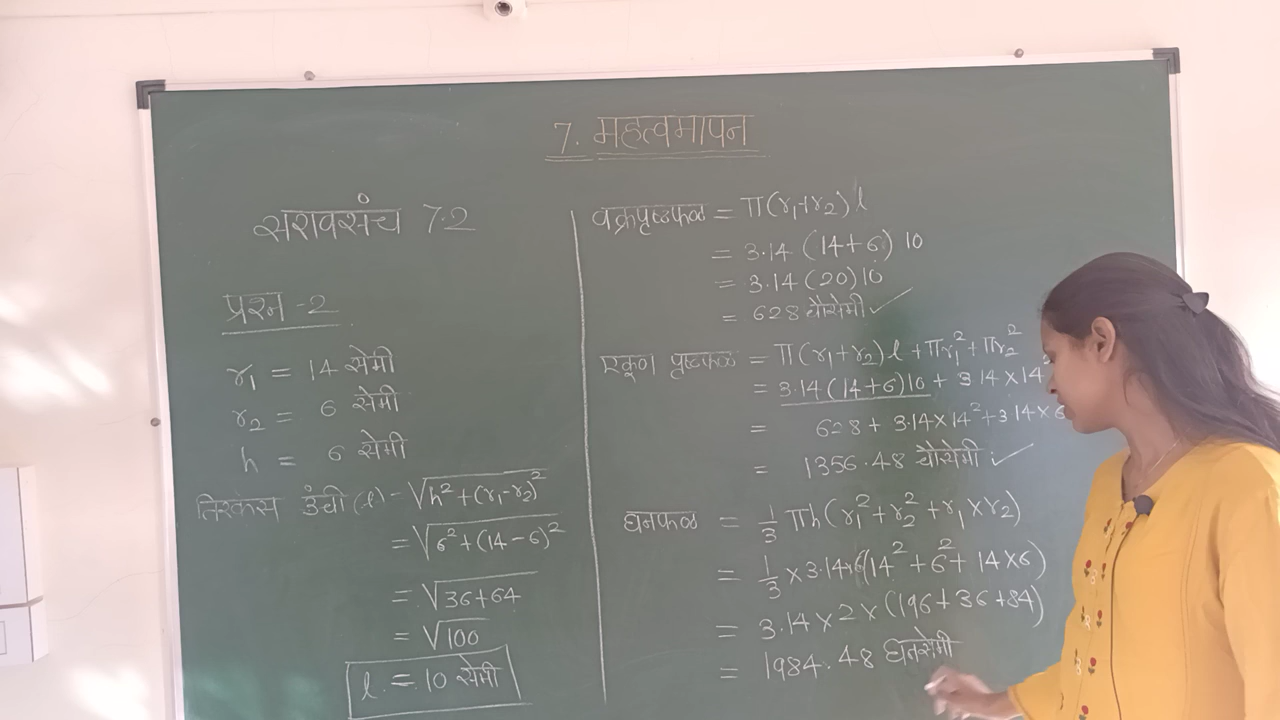 7. महत्वमापन
सरावसंच 7.2
प्रश्न -2
r₁ = 14 सेमी
r₂ = 6 सेमी
h = 6 सेमी
तिरकस उंची (l) = √h² + (r₁-r₂)²
= √6² + (14 - 6)²
= √36+64
= √100
l = 10 सेमी
वक्रपृष्ठफळ = π(r₁+r₂) l
= 3.14 (14+6) 10
= 3.14 (20) 10
= 628 चौसेमी ✓
एकूण पृष्ठफळ = π(r₁+r₂) l + πr₁² + πr₂²
= 3.14(14+6)10 + 3.14×14²
= 628 + 3.14×14² + 3.14×6
= 1356.48 चौसेमी ✓
घनफळ = 1/3 πh (r₁²+r₂²+r₁×r₂)
= 1/3 × 3.14×6(14² + 6² + 14×6)
= 3.14 × 2 × (196+36+84)
= 1984.48 घनसेमी